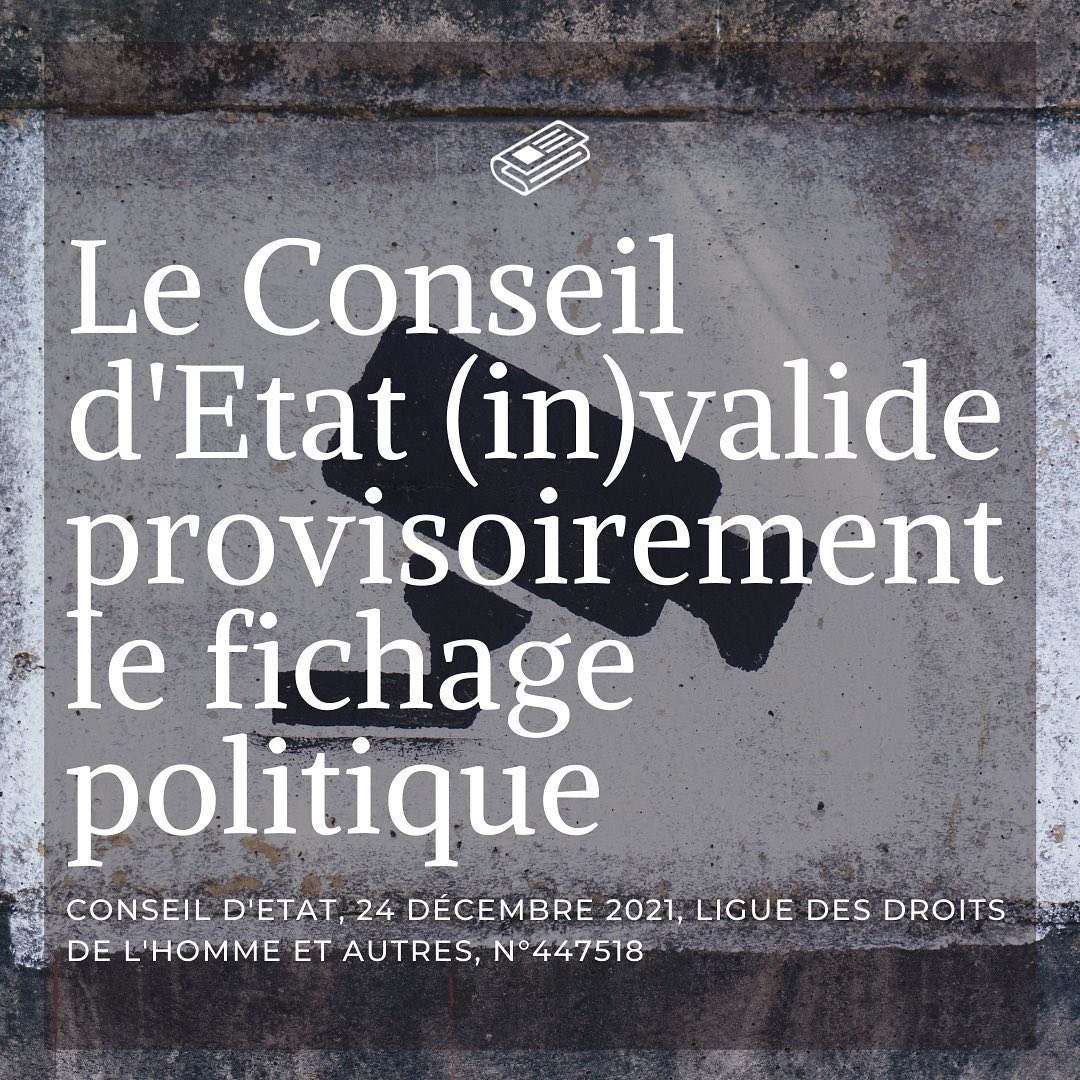 Le Conseil
d'Etat (in)valide
provisoirement
le fichage
politique
CONSEIL D'ETAT, 24 DÉCEMBRE 2021, LIGUE DES DROITS
DE L'HOMME ET AUTRES, N°447518